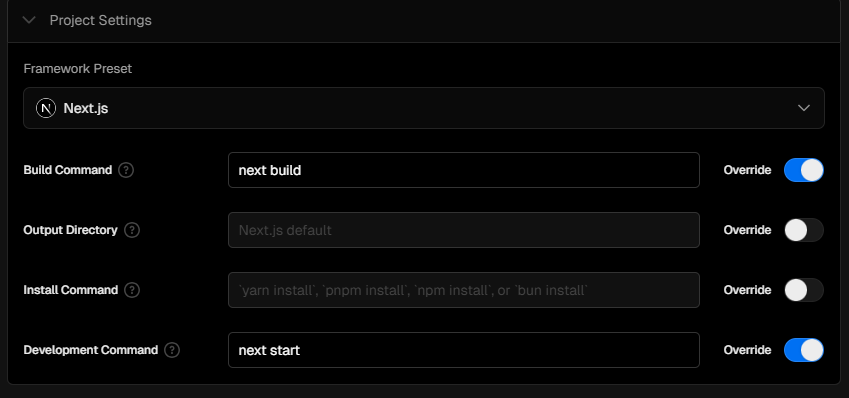 Project Settings
Framework Preset
Next.js
Build Command ? next build Override
Output Directory ? Next.js default Override
Install Command ? `yarn install`, `pnpm install`, `npm install`, or `bun install` Override
Development Command ? next start Override